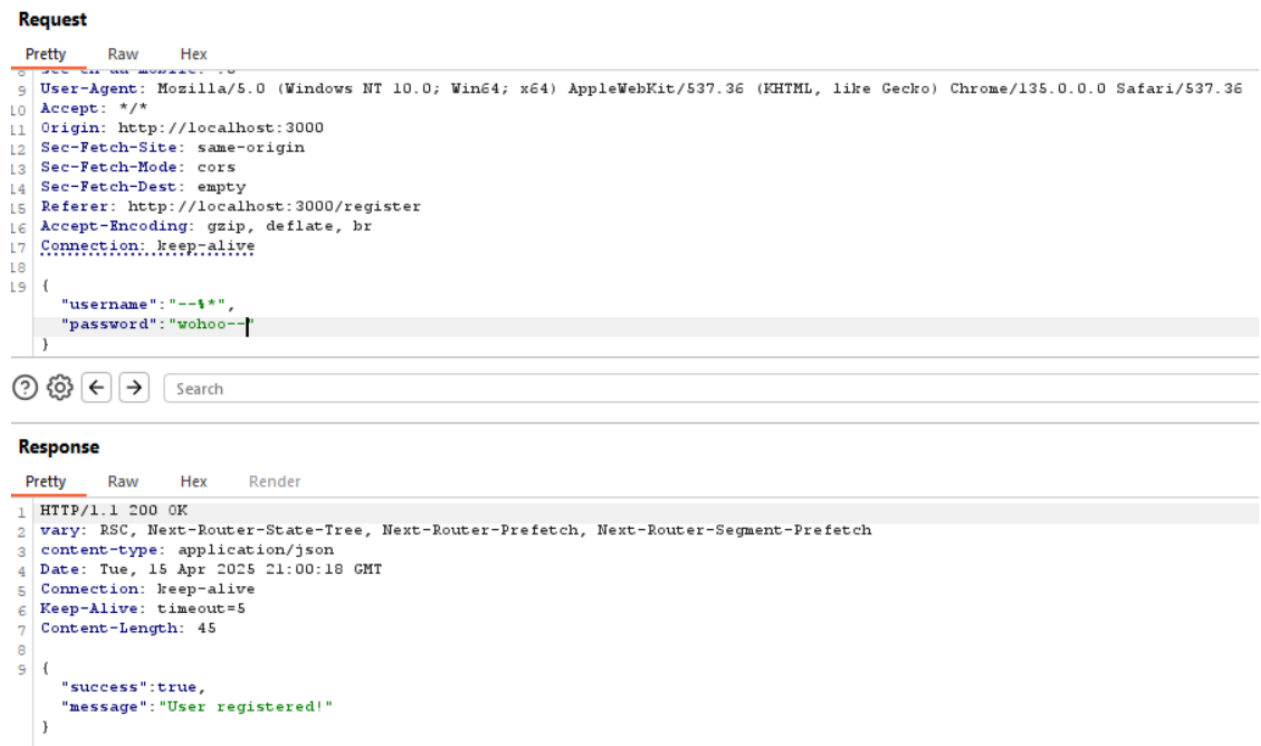 Request
Pretty Raw Hex
9 User-Agent: Mozilla/5.0 (Windows NT 10.0; Win64; x64) AppleWebKit/537.36 (KHTML, like Gecko) Chrome/135.0.0.0 Safari/537.36
10 Accept: */*
11 Origin: http://localhost:3000
12 Sec-Fetch-Site: same-origin
13 Sec-Fetch-Mode: cors
14 Sec-Fetch-Dest: empty
15 Referer: http://localhost:3000/register
16 Accept-Encoding: gzip, deflate, br
17 Connection: keep-alive
18
19 {
"username":"--%*",
"password":"wohoo--"
}
Search
Response
Pretty Raw Hex Render
1 HTTP/1.1 200 OK
2 vary: RSC, Next-Router-State-Tree, Next-Router-Prefetch, Next-Router-Segment-Prefetch
3 content-type: application/json
4 Date: Tue, 15 Apr 2025 21:00:18 GMT
5 Connection: keep-alive
6 Keep-Alive: timeout=5
7 Content-Length: 45
8
9 {
"success":true,
"message":"User registered!"
}